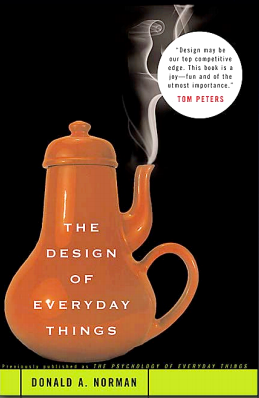 "Design may be
our top competitive
edge. This book is a
joy—fun and of the
utmost importance."
TOM PETERS
THE
DESIGN
OF
EVERYDAY
THINGS
Previously published as THE PSYCHOLOGY OF EVERYDAY THINGS
DONALD A. NORMAN